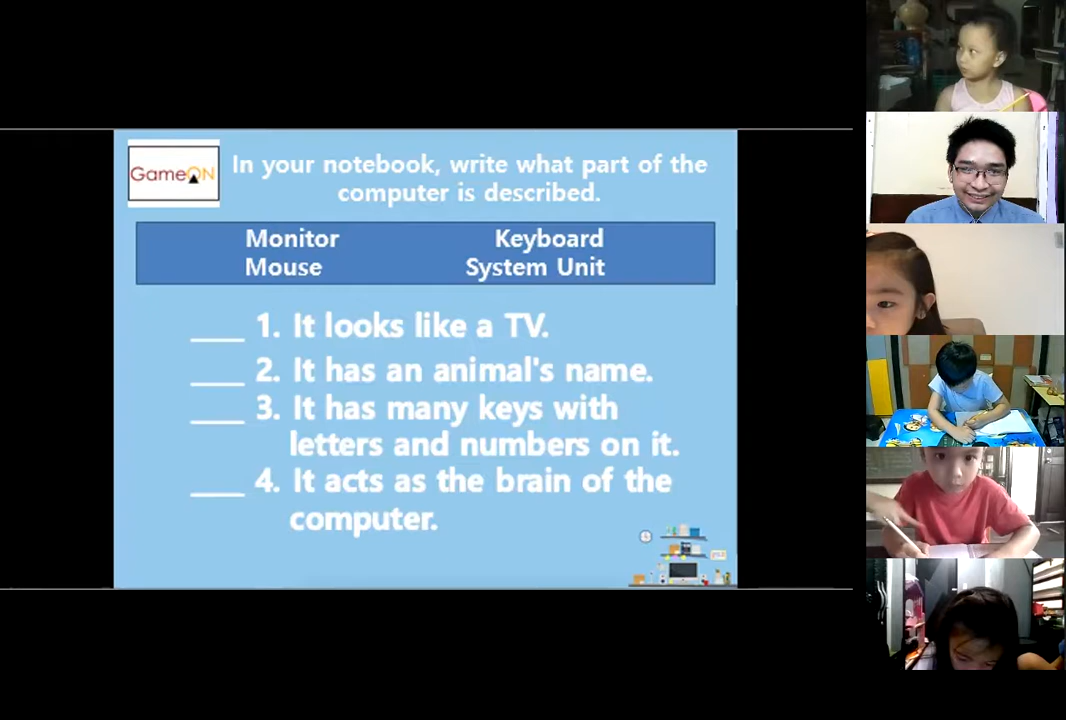 GameON
In your notebook, write what part of the
computer is described.
Monitor Keyboard
Mouse System Unit
____ 1. It looks like a TV.
____ 2. It has an animal's name.
____ 3. It has many keys with
letters and numbers on it.
____ 4. It acts as the brain of the
computer.